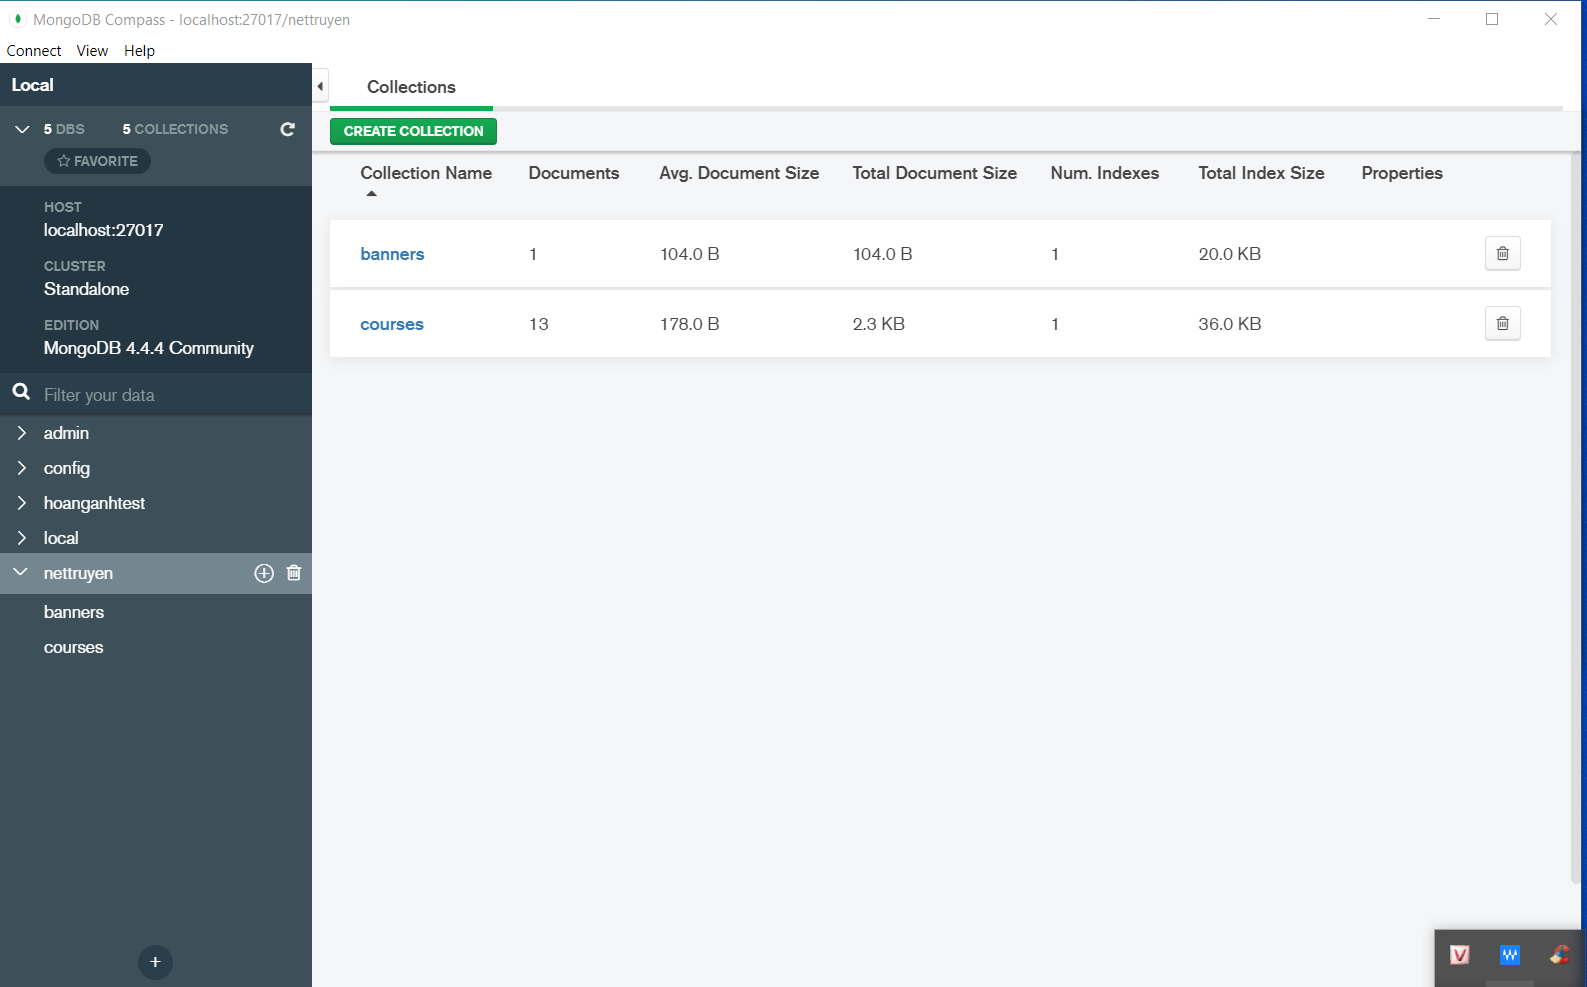 MongoDB Compass - localhost:27017/nettruyen
Connect View Help
Local
5 DBS 5 COLLECTIONS
FAVORITE
HOST
localhost:27017
CLUSTER
Standalone
EDITION
MongoDB 4.4.4 Community
Filter your data
admin
config
hoanganhtest
local
nettruyen
banners
courses
Collections
CREATE COLLECTION
Collection Name Documents Avg. Document Size Total Document Size Num. Indexes Total Index Size Properties
banners 1 104.0 B 104.0 B 1 20.0 KB
courses 13 178.0 B 2.3 KB 1 36.0 KB